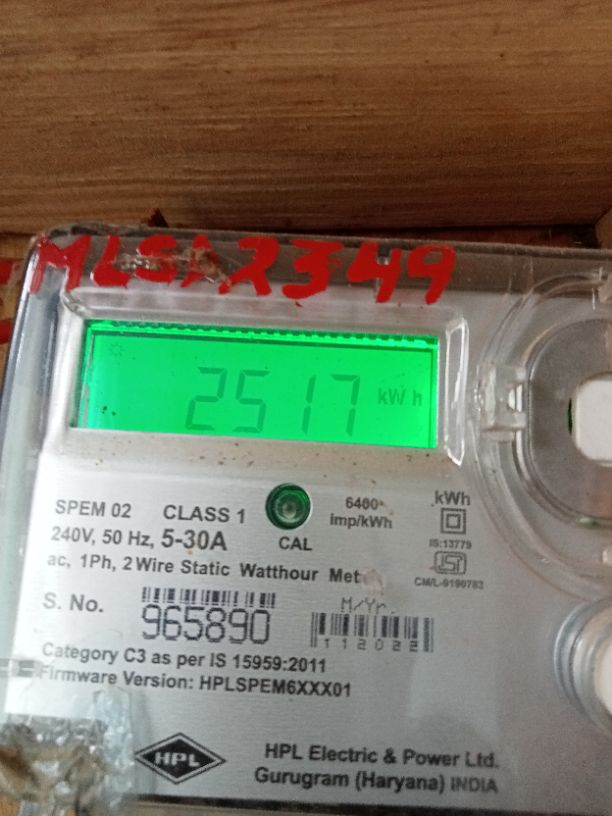 MLSA2349
2517 kWh
SPEM 02 CLASS 1 6400 imp/kWh kWh
240V, 50 Hz, 5-30A CAL IS:13779
ac, 1Ph, 2 Wire Static Watthour Met
CM/L-9190783
S. No. 965890 M/Yr.
112022
Category C3 as per IS 15959:2011
Firmware Version: HPLSPEM6XXX01
HPL HPL Electric & Power Ltd.
Gurugram (Haryana) INDIA